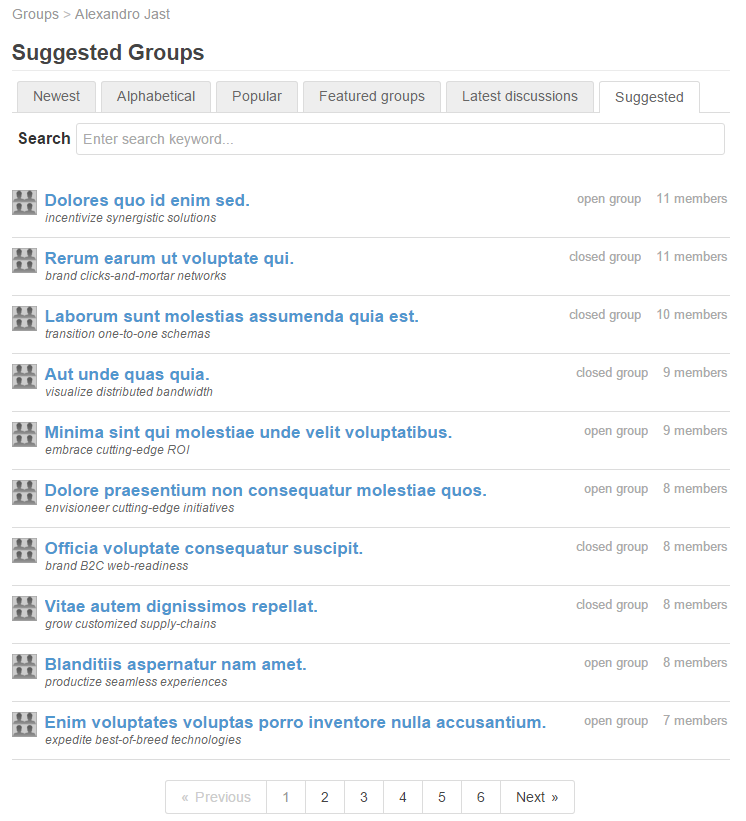 Groups > Alexandro Jast
Suggested Groups
Newest Alphabetical Popular Featured groups Latest discussions Suggested
Search Enter search keyword...
Dolores quo id enim sed. open group 11 members
incentivize synergistic solutions
Rerum earum ut voluptate qui. closed group 11 members
brand clicks-and-mortar networks
Laborum sunt molestias assumenda quia est. closed group 10 members
transition one-to-one schemas
Aut unde quas quia. closed group 9 members
visualize distributed bandwidth
Minima sint qui molestiae unde velit voluptatibus. open group 9 members
embrace cutting-edge ROI
Dolore praesentium non consequatur molestiae quos. open group 8 members
envisioneer cutting-edge initiatives
Officia voluptate consequatur suscipit. closed group 8 members
brand B2C web-readiness
Vitae autem dignissimos repellat. closed group 8 members
grow customized supply-chains
Blanditiis aspernatur nam amet. open group 8 members
productize seamless experiences
Enim voluptates voluptas porro inventore nulla accusantium. open group 7 members
expedite best-of-breed technologies
« Previous 1 2 3 4 5 6 Next »